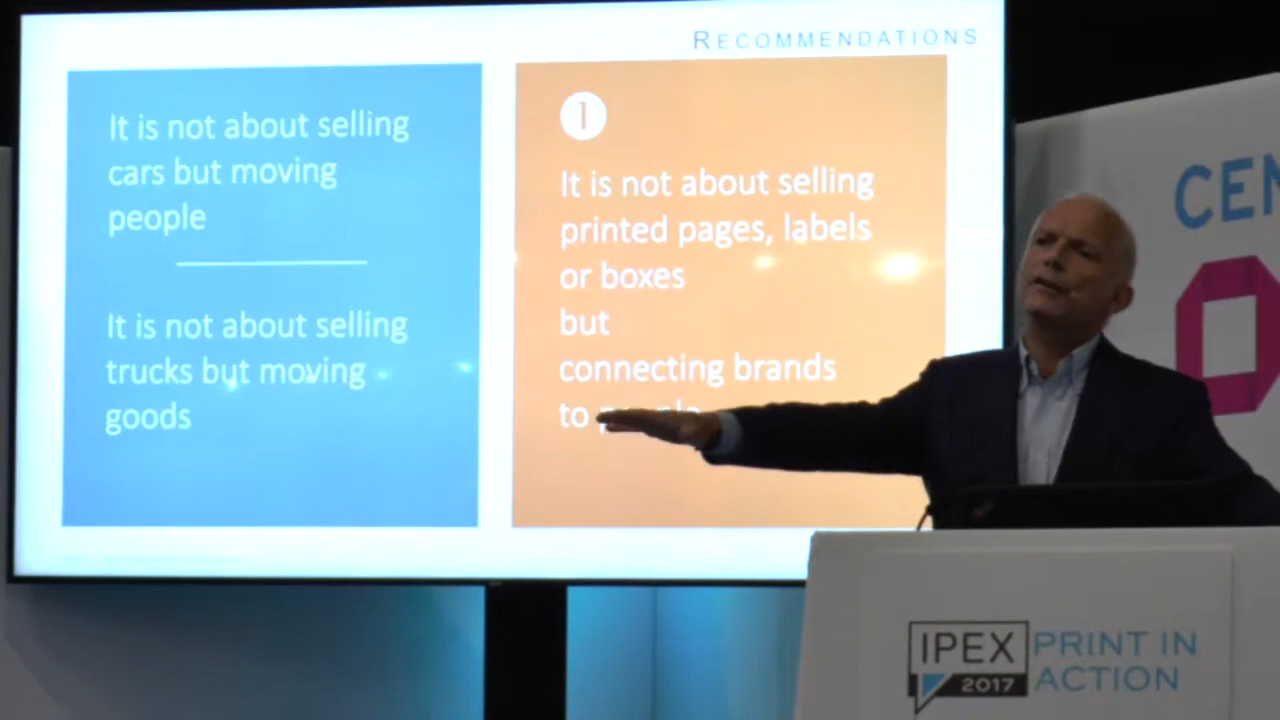 RECOMMENDATIONS
It is not about selling
cars but moving
people
It is not about selling
trucks but moving
goods
1
It is not about selling
printed pages, labels
or boxes
but
connecting brands
to
CEN
IPEX
2017
PRINT IN
ACTION